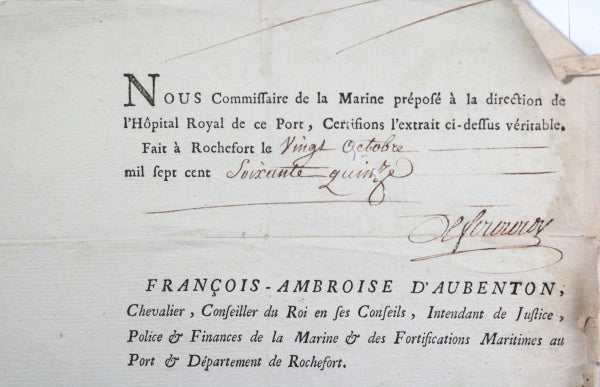 NOUS Commiſſaire de la Marine prépoſé à la direction de
l'Hôpital Royal de ce Port, Certifions l'extrait ci-deſſus véritable.
Fait à Rochefort le Vingt Octobre
mil ſept cent Soixante quinze
FRANÇOIS-AMBROISE D'AUBENTON,
Chevalier, Conſeiller du Roi en ſes Conſeils, Intendant de Juſtice,
Police & Finances de la Marine & des Fortifications Maritimes au
Port & Département de Rochefort.